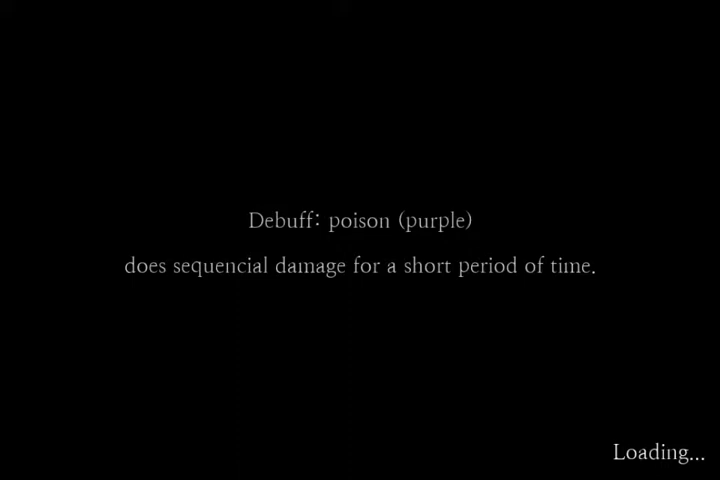 Debuff: poison (purple)
does sequencial damage for a short period of time.
Loading...